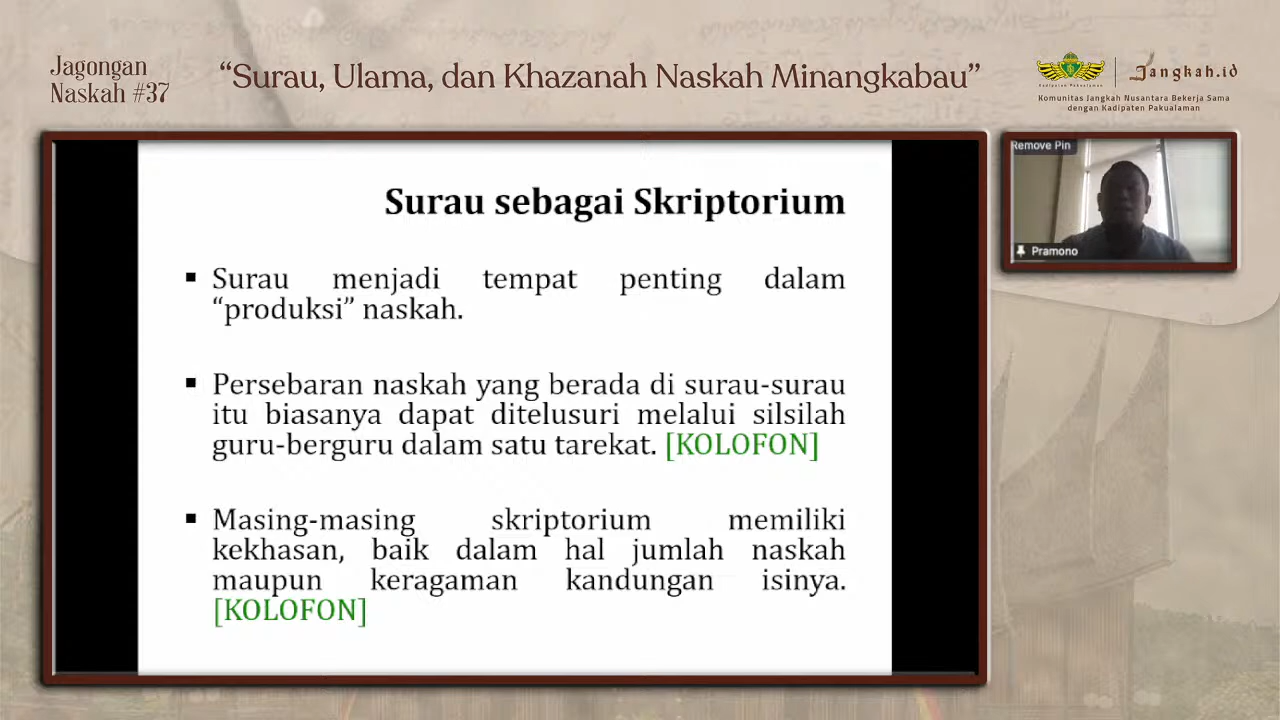 Jagongan
Naskah #37
“Surau, Ulama, dan Khazanah Naskah Minangkabau”
Kadipaten Pakualaman
Jangkah.id
Komunitas Jangkah Nusantara Bekerja Sama
dengan Kadipaten Pakualaman
Remove Pin
Pramono
Surau sebagai Skriptorium
▪ Surau menjadi tempat penting dalam
“produksi” naskah.
▪ Persebaran naskah yang berada di surau-surau
itu biasanya dapat ditelusuri melalui silsilah
guru-berguru dalam satu tarekat. [KOLOFON]
▪ Masing-masing skriptorium memiliki
kekhasan, baik dalam hal jumlah naskah
maupun keragaman kandungan isinya.
[KOLOFON]